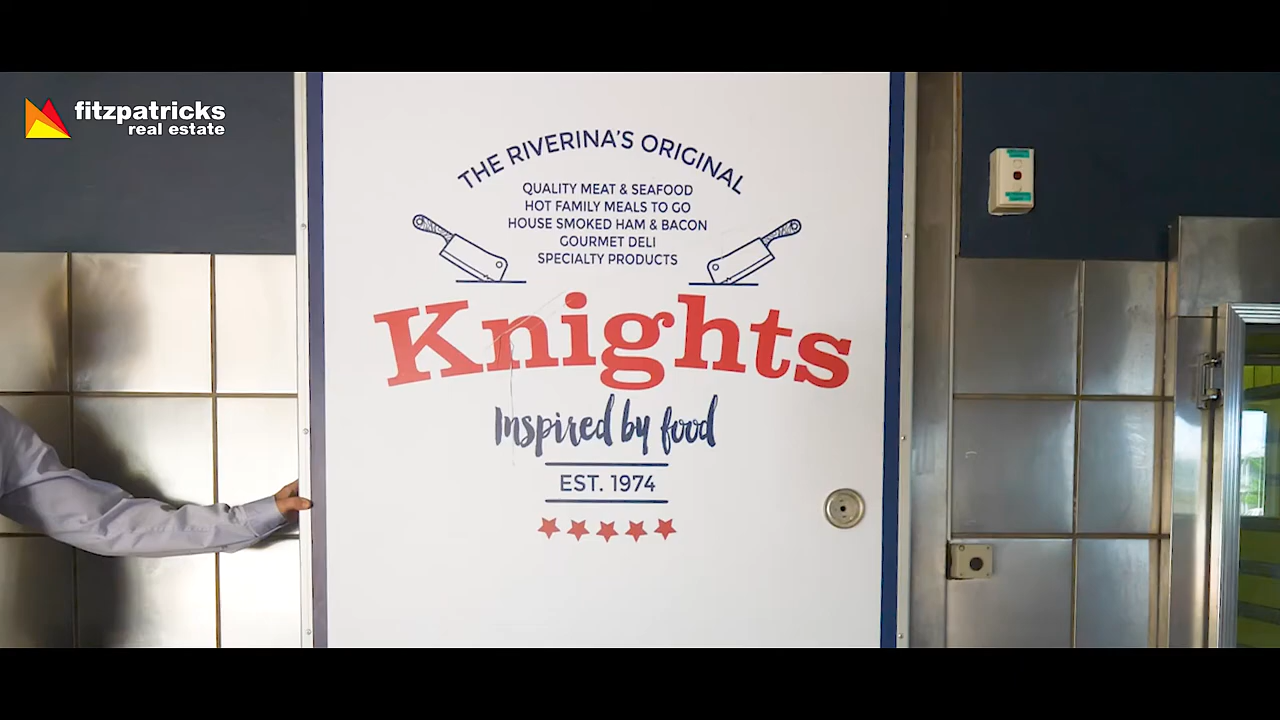 fitzpatricks
real estate
THE RIVERINA'S ORIGINAL
QUALITY MEAT & SEAFOOD
HOT FAMILY MEALS TO GO
HOUSE SMOKED HAM & BACON
GOURMET DELI
SPECIALTY PRODUCTS
Knights
Inspired by food
EST. 1974